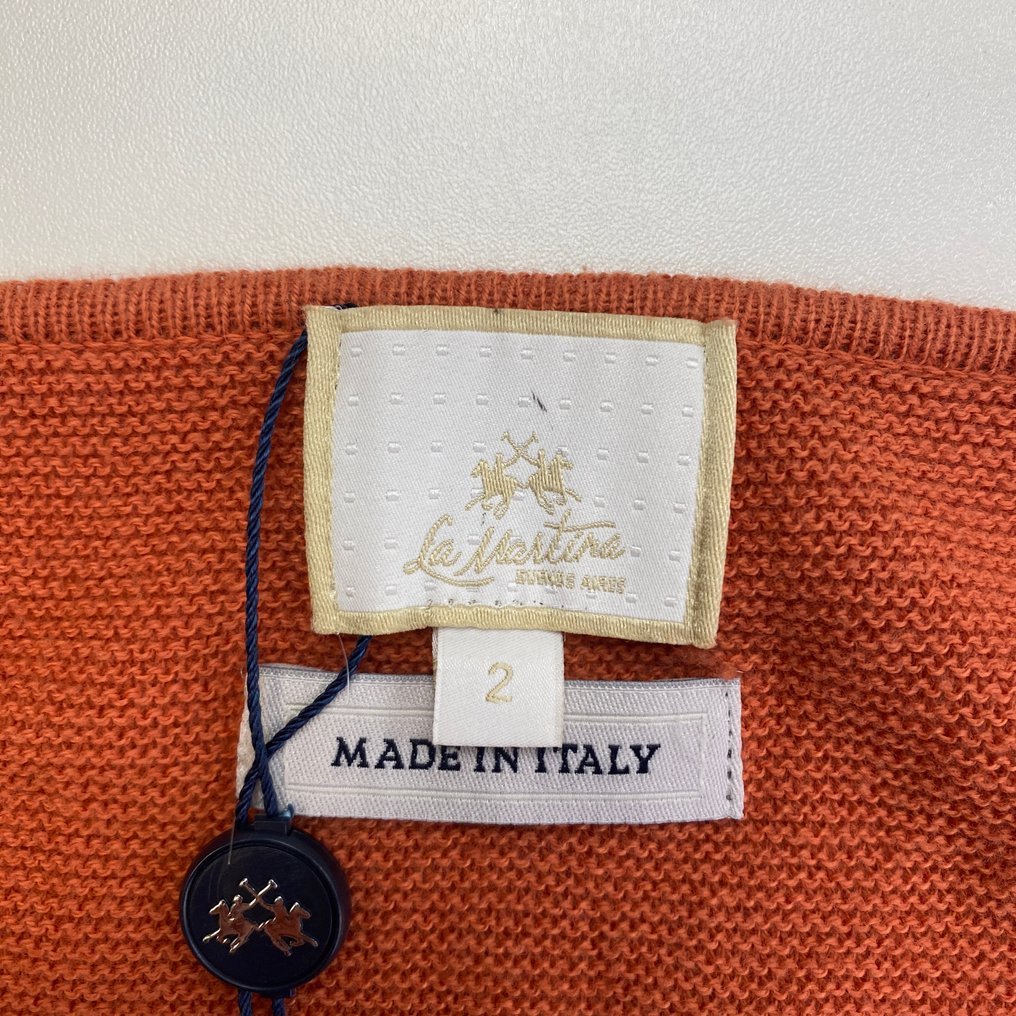 La Martina
BUENOS AIRES
2
MADE IN ITALY